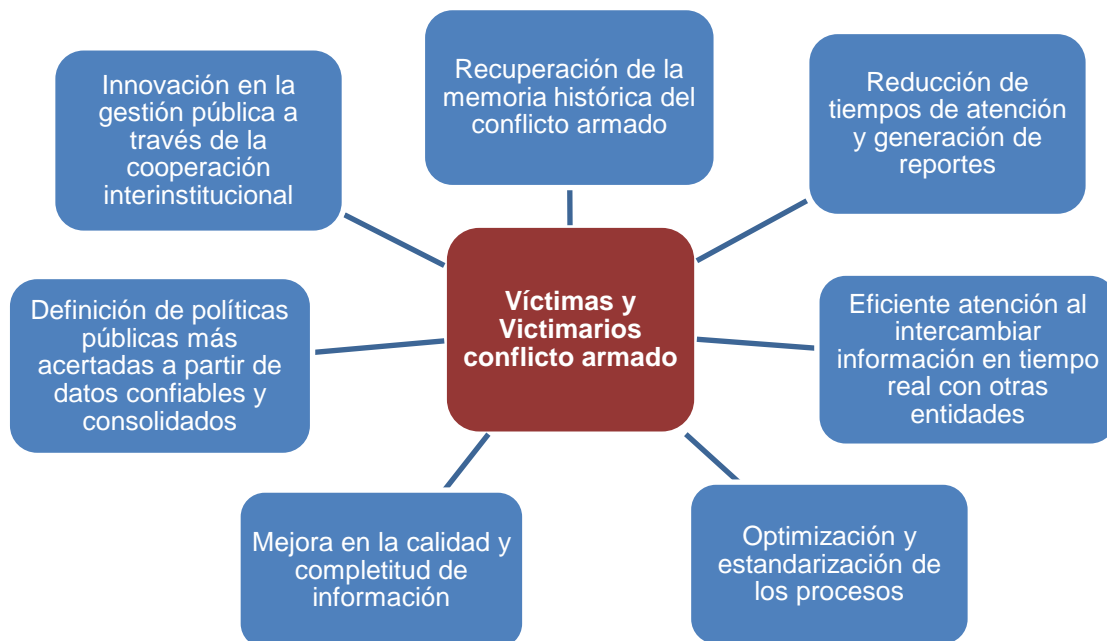 Innovación en la
gestión pública a
través de la
cooperación
interinstitucional
Recuperación de la
memoria histórica del
conflicto armado
Reducción de
tiempos de atención
y generación de
reportes
Definición de políticas
públicas más
acertadas a partir de
datos confiables y
consolidados
Víctimas y
Victimarios
conflicto armado
Eficiente atención al
intercambiar
información en tiempo
real con otras
entidades
Mejora en la calidad y
completitud de
información
Optimización y
estandarización de
los procesos